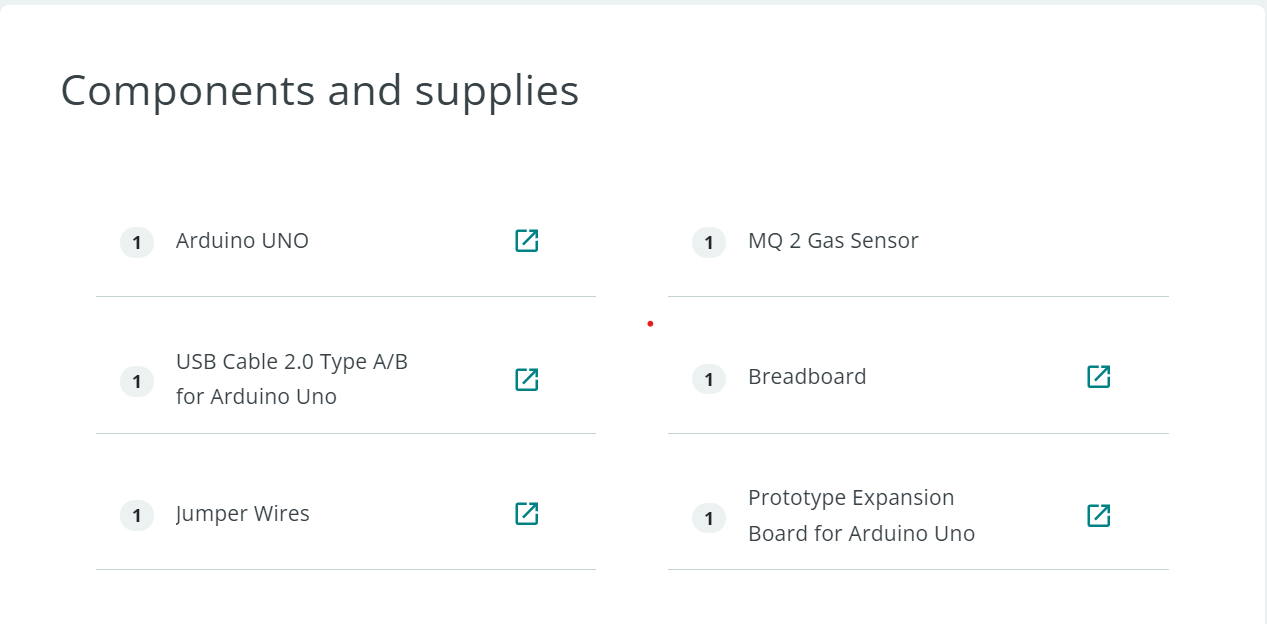 Components and supplies
1 Arduino UNO
1 MQ 2 Gas Sensor
1 USB Cable 2.0 Type A/B
for Arduino Uno
1 Breadboard
1 Jumper Wires
1 Prototype Expansion
Board for Arduino Uno